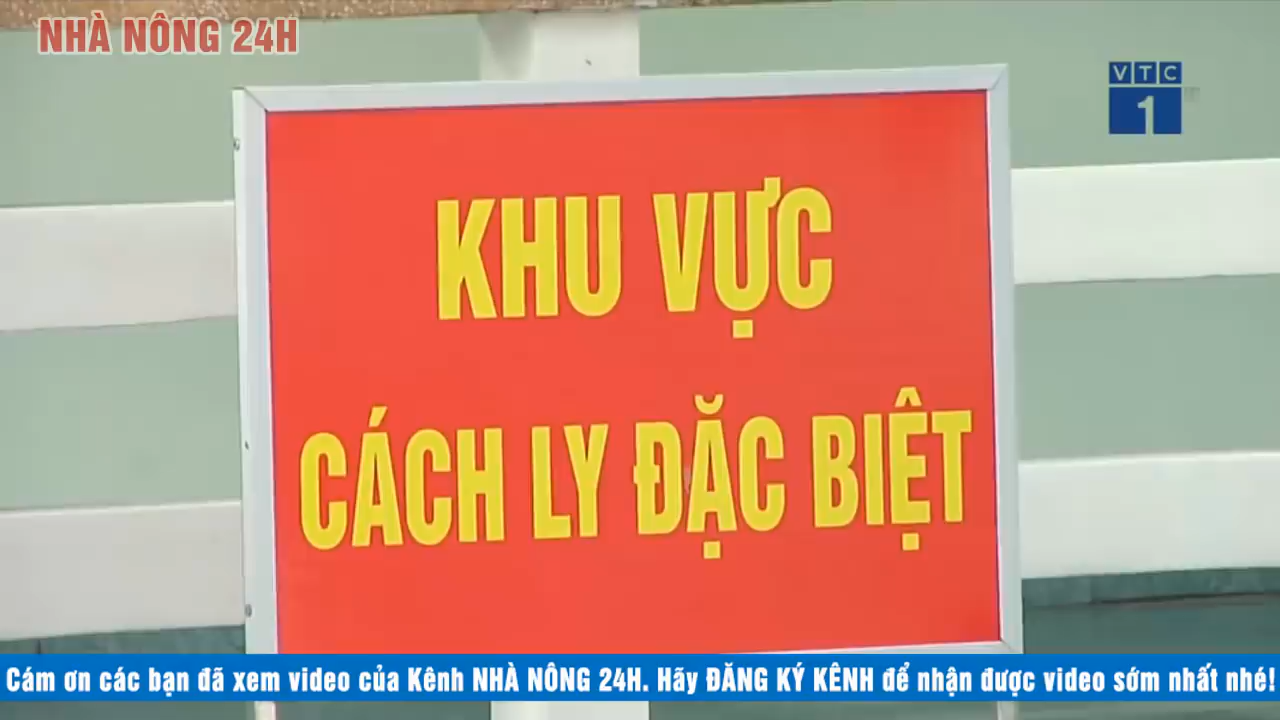 NHÀ NÔNG 24H
VTC
1
KHU VỰC
CÁCH LY ĐẶC BIỆT
Cám ơn các bạn đã xem video của Kênh NHÀ NÔNG 24H. Hãy ĐĂNG KÝ KÊNH để nhận được video sớm nhất nhé!